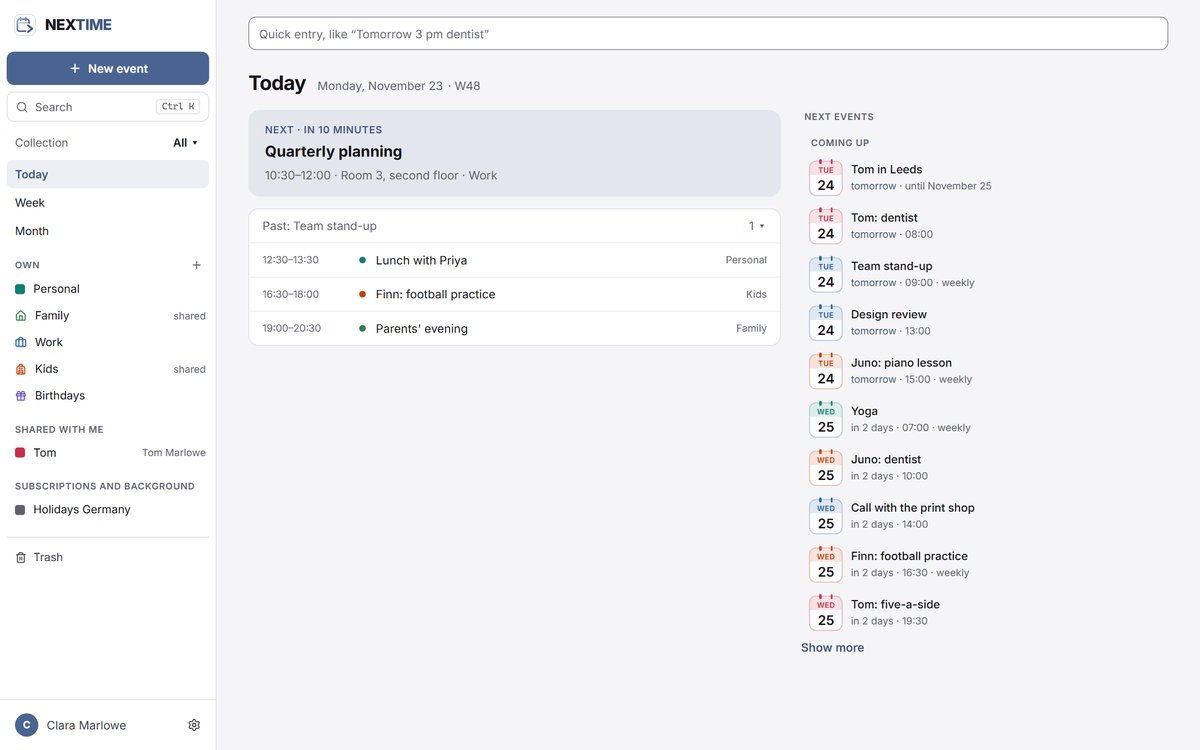 NEXTIME
+ New event
Search Ctrl K
Collection All
Today
Week
Month
OWN +
Personal
Family shared
Work
Kids shared
Birthdays
SHARED WITH ME
Tom Tom Marlowe
SUBSCRIPTIONS AND BACKGROUND
Holidays Germany
Trash
C Clara Marlowe
Quick entry, like “Tomorrow 3 pm dentist”
Today Monday, November 23 · W48
NEXT · IN 10 MINUTES
Quarterly planning
10:30–12:00 · Room 3, second floor · Work
Past: Team stand-up 1
12:30–13:30 Lunch with Priya Personal
16:30–18:00 Finn: football practice Kids
19:00–20:30 Parents' evening Family
NEXT EVENTS
COMING UP
TUE 24 Tom in Leeds
tomorrow · until November 25
TUE 24 Tom: dentist
tomorrow · 08:00
TUE 24 Team stand-up
tomorrow · 09:00 · weekly
TUE 24 Design review
tomorrow · 13:00
TUE 24 Juno: piano lesson
tomorrow · 15:00 · weekly
WED 25 Yoga
in 2 days · 07:00 · weekly
WED 25 Juno: dentist
in 2 days · 10:00
WED 25 Call with the print shop
in 2 days · 14:00
WED 25 Finn: football practice
in 2 days · 16:30 · weekly
WED 25 Tom: five-a-side
in 2 days · 19:30
Show more